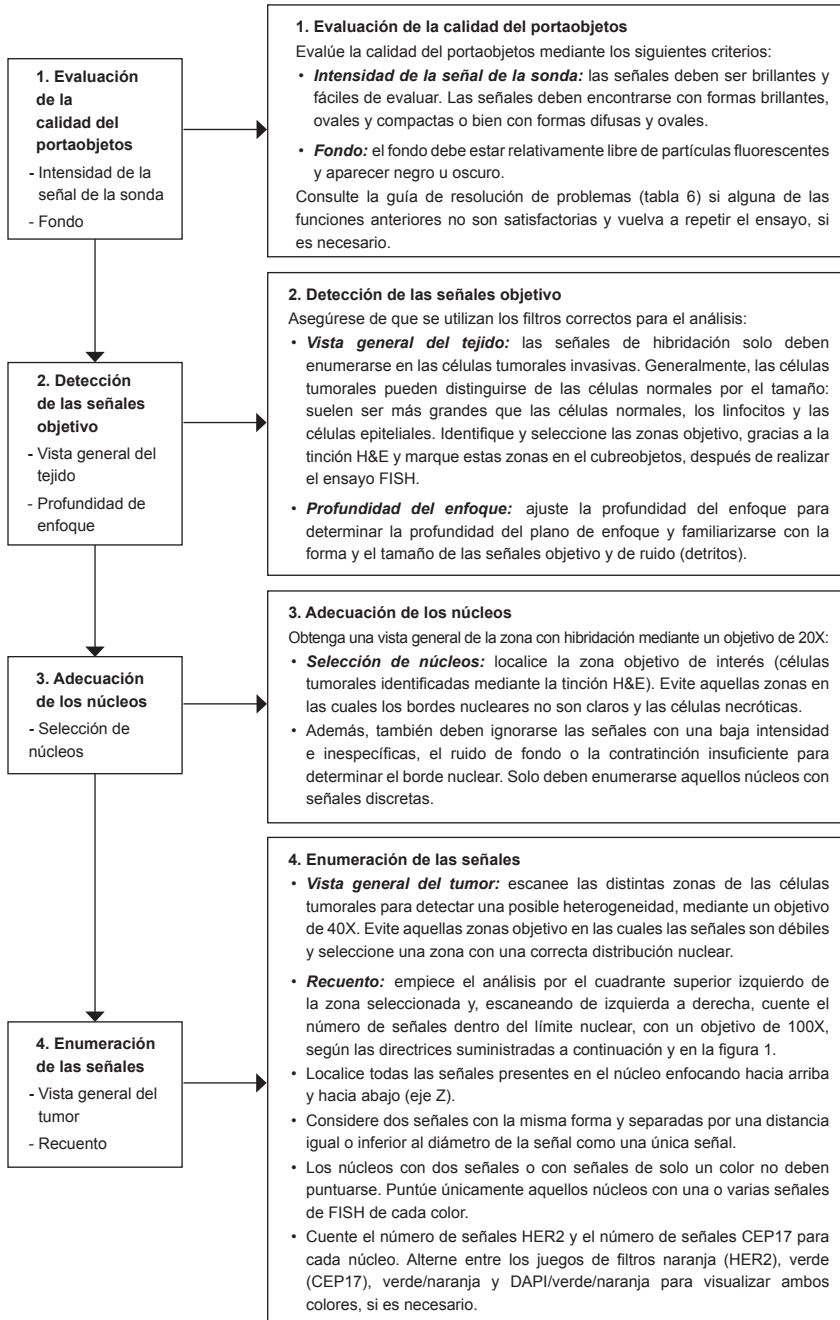 1. Evaluación
de la
calidad del
portaobjetos
- Intensidad de la
señal de la sonda
- Fondo
1. Evaluación de la calidad del portaobjetos
Evalúe la calidad del portaobjetos mediante los siguientes criterios:
• Intensidad de la señal de la sonda: las señales deben ser brillantes y
fáciles de evaluar. Las señales deben encontrarse con formas brillantes,
ovales y compactas o bien con formas difusas y ovales.
• Fondo: el fondo debe estar relativamente libre de partículas fluorescentes
y aparecer negro u oscuro.
Consulte la guía de resolución de problemas (tabla 6) si alguna de las
funciones anteriores no son satisfactorias y vuelva a repetir el ensayo, si
es necesario.
2. Detección
de las señales
objetivo
- Vista general del
tejido
- Profundidad de
enfoque
2. Detección de las señales objetivo
Asegúrese de que se utilizan los filtros correctos para el análisis:
• Vista general del tejido: las señales de hibridación solo deben
enumerarse en las células tumorales invasivas. Generalmente, las células
tumorales pueden distinguirse de las células normales por el tamaño:
suelen ser más grandes que las células normales, los linfocitos y las
células epiteliales. Identifique y seleccione las zonas objetivo, gracias a la
tinción H&E y marque estas zonas en el cubreobjetos, después de realizar
el ensayo FISH.
• Profundidad del enfoque: ajuste la profundidad del enfoque para
determinar la profundidad del plano de enfoque y familiarizarse con la
forma y el tamaño de las señales objetivo y de ruido (detritos).
3. Adecuación
de los núcleos
- Selección de
núcleos
3. Adecuación de los núcleos
Obtenga una vista general de la zona con hibridación mediante un objetivo de 20X:
• Selección de núcleos: localice la zona objetivo de interés (células
tumorales identificadas mediante la tinción H&E). Evite aquellas zonas en
las cuales los bordes nucleares no son claros y las células necróticas.
• Además, también deben ignorarse las señales con una baja intensidad
e inespecíficas, el ruido de fondo o la contratinción insuficiente para
determinar el borde nuclear. Solo deben enumerarse aquellos núcleos con
señales discretas.
4. Enumeración
de las señales
- Vista general del
tumor
- Recuento
4. Enumeración de las señales
• Vista general del tumor: escanee las distintas zonas de las células
tumorales para detectar una posible heterogeneidad, mediante un objetivo
de 40X. Evite aquellas zonas objetivo en las cuales las señales son débiles
y seleccione una zona con una correcta distribución nuclear.
• Recuento: empiece el análisis por el cuadrante superior izquierdo de
la zona seleccionada y, escaneando de izquierda a derecha, cuente el
número de señales dentro del límite nuclear, con un objetivo de 100X,
según las directrices suministradas a continuación y en la figura 1.
• Localice todas las señales presentes en el núcleo enfocando hacia arriba
y hacia abajo (eje Z).
• Considere dos señales con la misma forma y separadas por una distancia
igual o inferior al diámetro de la señal como una única señal.
• Los núcleos con dos señales o con señales de solo un color no deben
puntuarse. Puntúe únicamente aquellos núcleos con una o varias señales
de FISH de cada color.
• Cuente el número de señales HER2 y el número de señales CEP17 para
cada núcleo. Alterne entre los juegos de filtros naranja (HER2), verde
(CEP17), verde/naranja y DAPI/verde/naranja para visualizar ambos
colores, si es necesario.